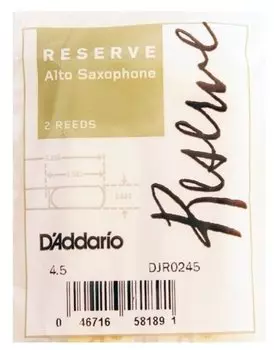 RESERVE
Alto Saxophone
2 REEDS
Reserve
D'Addario
4.5 DJR0245
0 46716 58189 1